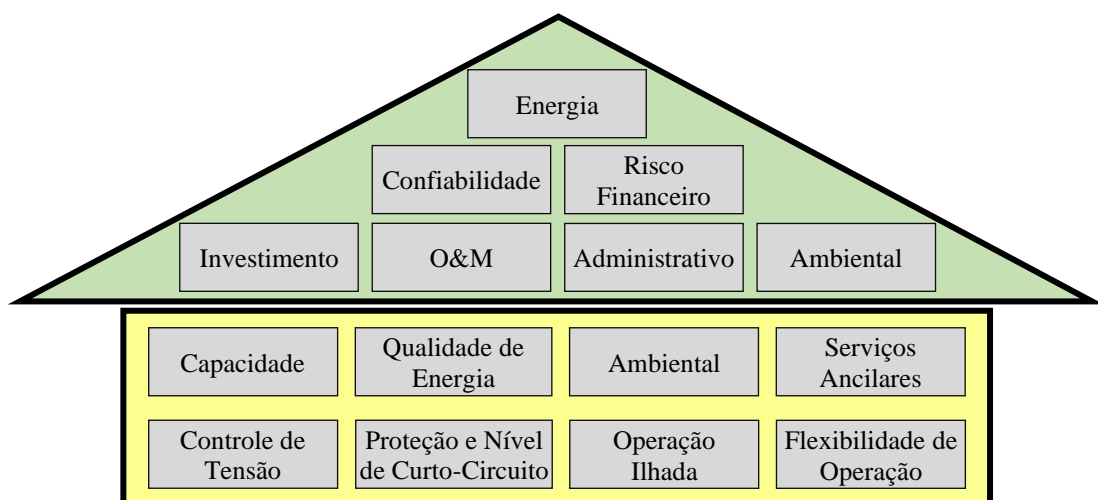 Energia
Confiabilidade
Risco
Financeiro
Investimento
O&M
Administrativo
Ambiental
Capacidade
Qualidade de
Energia
Ambiental
Serviços
Ancilares
Controle de
Tensão
Proteção e Nível
de Curto-Circuito
Operação
Ilhada
Flexibilidade de
Operação